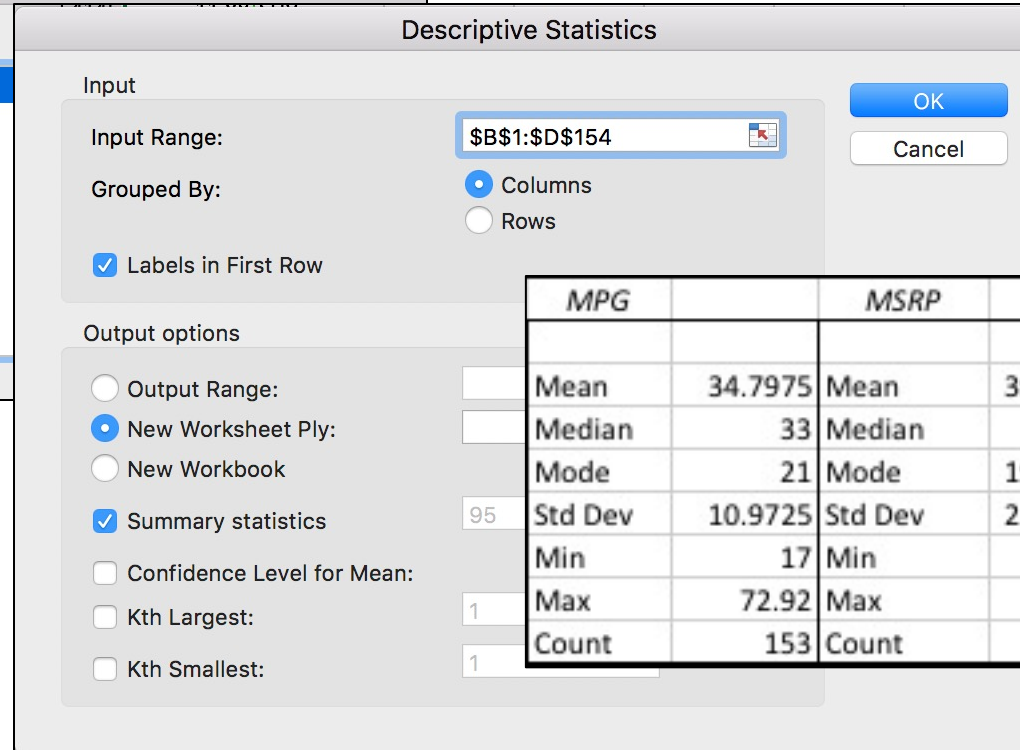 Descriptive Statistics
Input
OK
Input Range:
$B$1:$D$154
Cancel
Grouped By:
Columns
Rows
Labels in First Row
MPG MSRP
Output options
Output Range:
Mean 34.7975 Mean 3
New Worksheet Ply:
Median 33 Median
New Workbook
Mode 21 Mode 1
Summary statistics
95
Std Dev 10.9725 Std Dev 2
Min 17 Min
Confidence Level for Mean:
Max 72.92 Max
Kth Largest:
1
Count 153 Count
Kth Smallest:
1